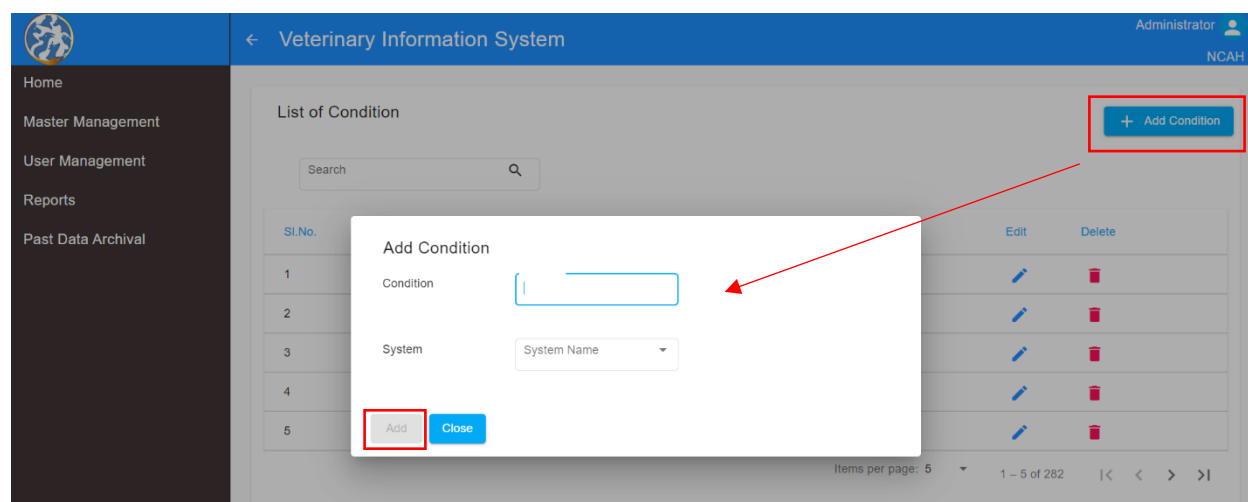 Administrator
← Veterinary Information System
NCAH
Home
Master Management
User Management
Reports
Past Data Archival
List of Condition
+ Add Condition
Search
Sl.No.
Edit
Delete
1
2
3
4
5
Add Condition
Condition
System
System Name
Add
Close
Items per page: 5
1 – 5 of 282